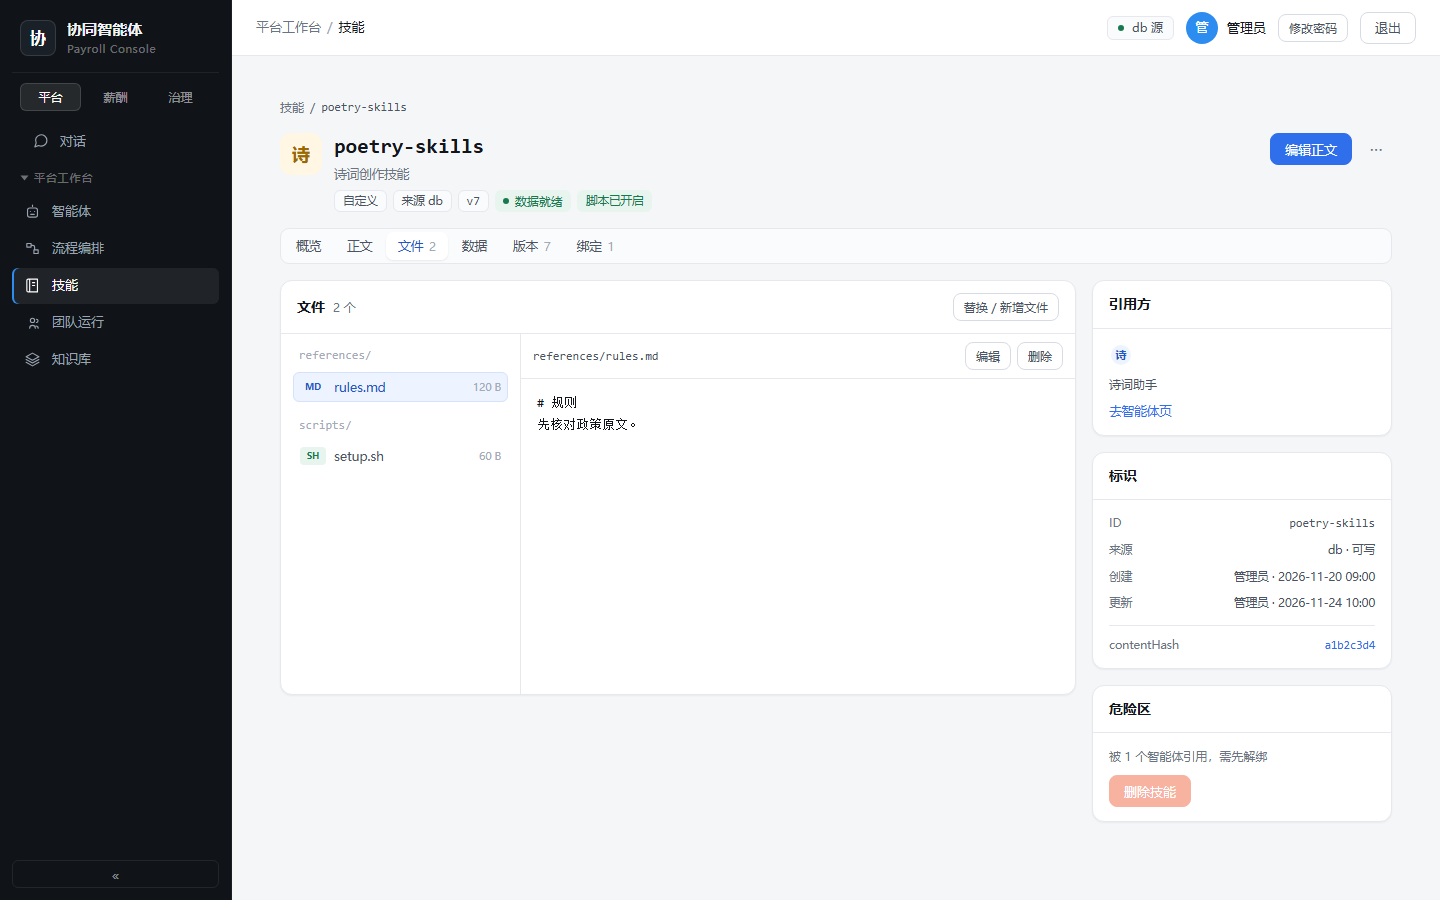 协
协同智能体
Payroll Console
平台 薪酬 治理
对话
平台工作台
智能体
流程编排
技能
团队运行
知识库
«
平台工作台 / 技能
db 源
管
管理员
修改密码
退出
技能 / poetry-skills
诗
poetry-skills
诗词创作技能
自定义 来源 db v7 数据就绪 脚本已开启
编辑正文
···
概览 正文 文件 2 数据 版本 7 绑定 1
文件 2 个
替换 / 新增文件
references/
MD rules.md 120 B
scripts/
SH setup.sh 60 B
references/rules.md
编辑
删除
# 规则
先核对政策原文。
引用方
诗
诗词助手
去智能体页
标识
ID poetry-skills
来源 db · 可写
创建 管理员 · 2026-11-20 09:00
更新 管理员 · 2026-11-24 10:00
contentHash a1b2c3d4
危险区
被 1 个智能体引用，需先解绑
删除技能